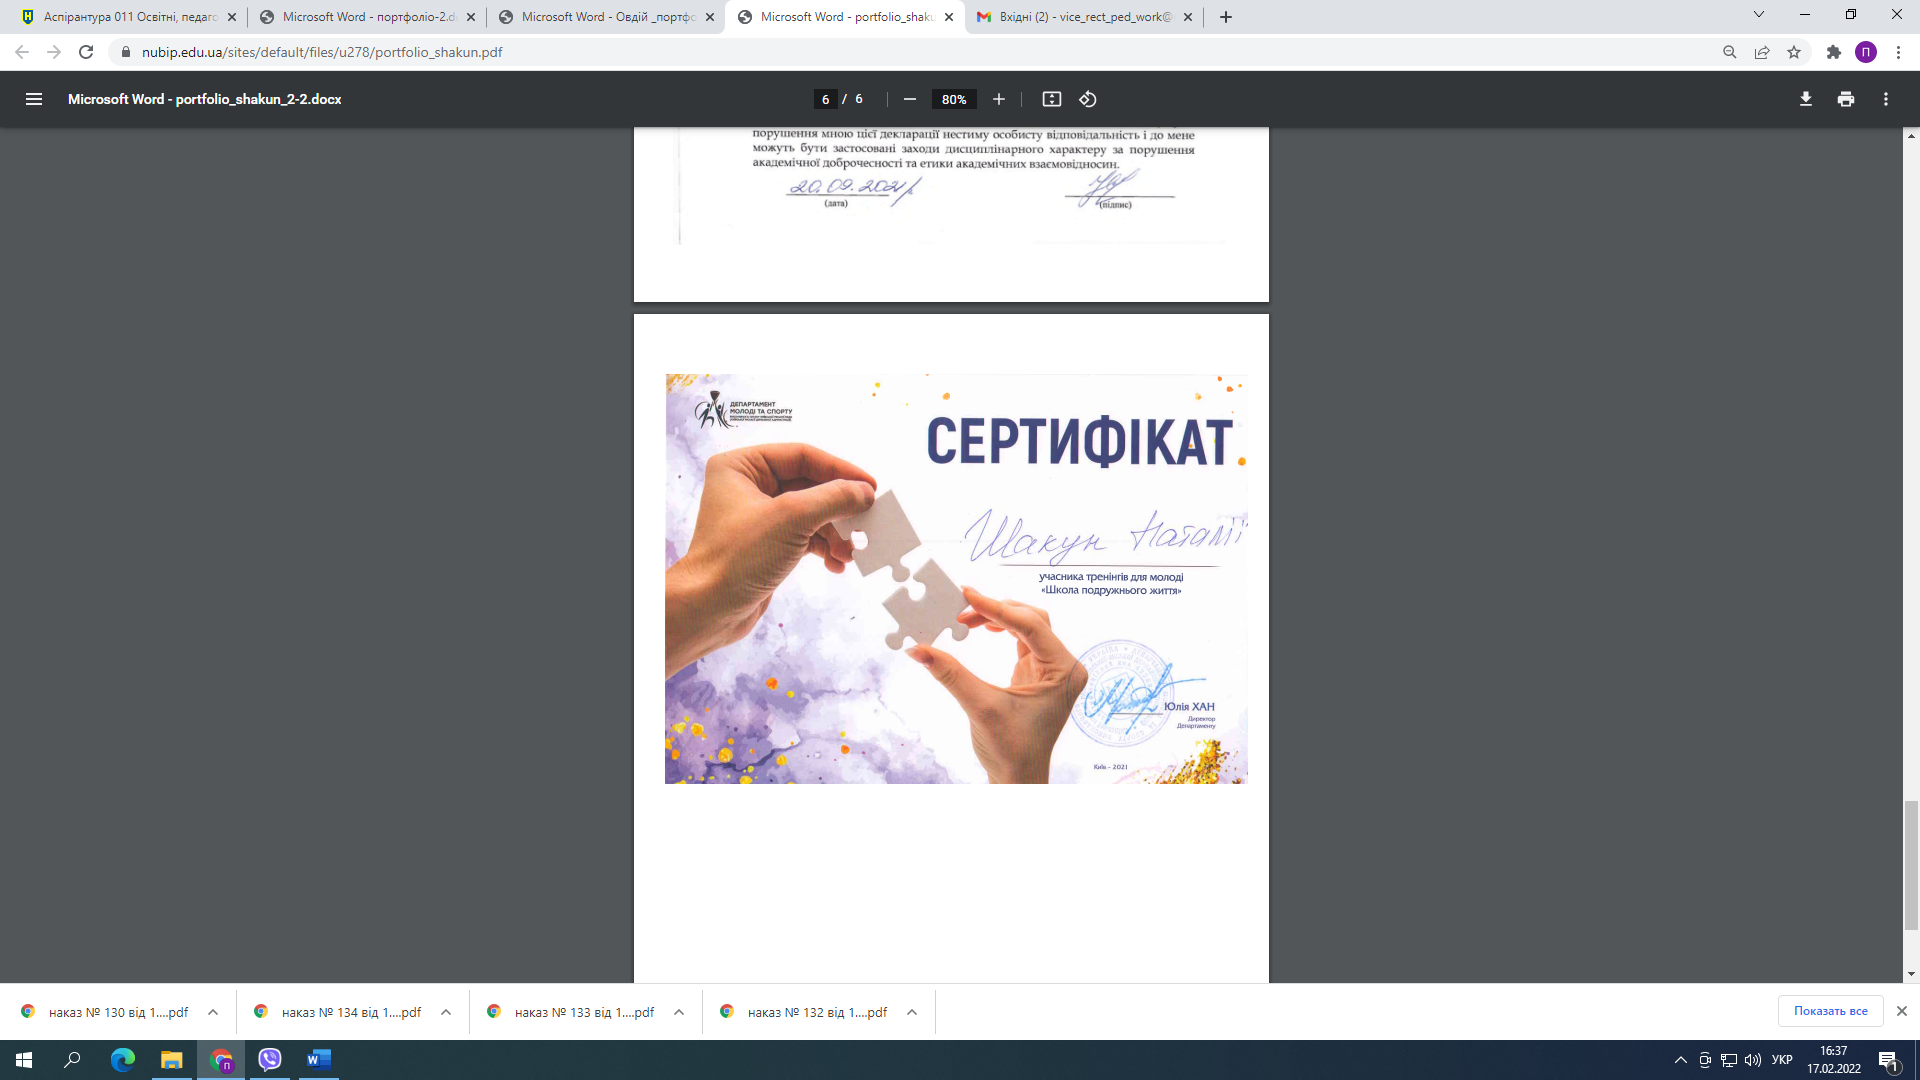 Аспірантура 011 Освітні, педаго
Microsoft Word - портфоліо-2.d
Microsoft Word - Овдій _портфо
Microsoft Word - portfolio_shaku
Вхідні (2) - vice_rect_ped_work@
nubip.edu.ua/sites/default/files/u278/portfolio_shakun.pdf
П
Microsoft Word - portfolio_shakun_2-2.docx
6 / 6
80%
порушення мною цієї декларації нестиму особисту відповідальність і до мене
можуть бути застосовані заходи дисциплінарного характеру за порушення
академічної доброчесності та етики академічних взаємовідносин.
20.09.2021р.
(дата)
(підпис)
ДЕПАРТАМЕНТ
МОЛОДІ ТА СПОРТУ
СЕРТИФІКАТ
Шакун Наталії
учасника тренінгів для молоді
«Школа подружнього життя»
Юлія ХАН
Директор
Департаменту
Київ - 2021
наказ № 130 від 1....pdf
наказ № 134 від 1....pdf
наказ № 133 від 1....pdf
наказ № 132 від 1....pdf
Показать все
УКР
16:37
17.02.2022
1